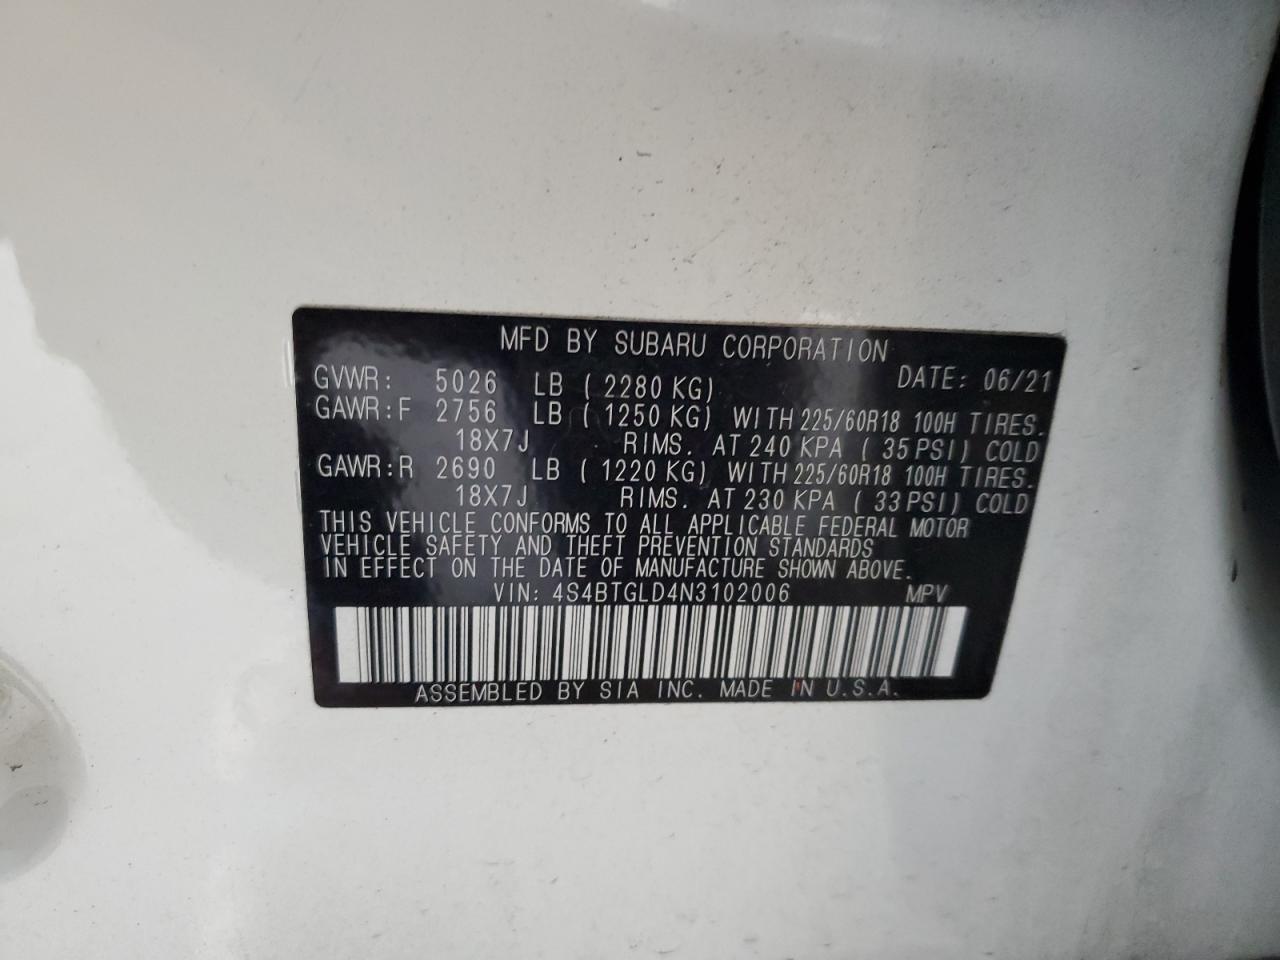 MFD BY SUBARU CORPORATION
GVWR: 5026 LB ( 2280 KG) DATE: 06/21
GAWR:F 2756 LB ( 1250 KG) WITH 225/60R18 100H TIRES.
18X7J RIMS. AT 240 KPA ( 35 PSI) COLD
GAWR:R 2690 LB ( 1220 KG) WITH 225/60R18 100H TIRES.
18X7J RIMS. AT 230 KPA ( 33 PSI) COLD
THIS VEHICLE CONFORMS TO ALL APPLICABLE FEDERAL MOTOR
VEHICLE SAFETY AND THEFT PREVENTION STANDARDS
IN EFFECT ON THE DATE OF MANUFACTURE SHOWN ABOVE.
VIN: 4S4BTGLD4N3102006 MPV
ASSEMBLED BY SIA INC. MADE IN U.S.A.